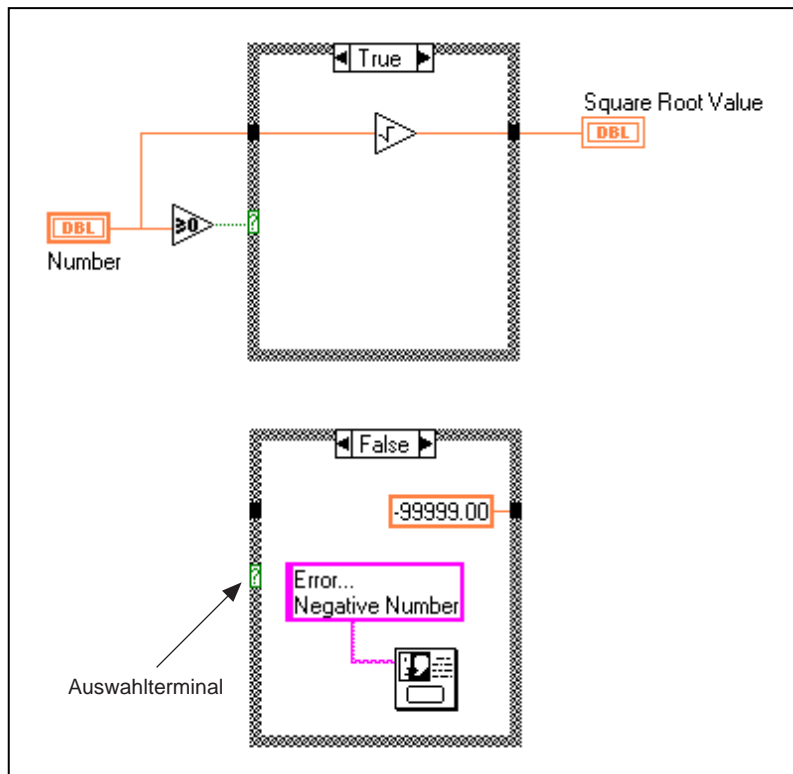 True
Square Root Value
DBL
DBL
≥0
?
Number
False
-99999.00
?
Error...
Negative Number
Auswahlterminal